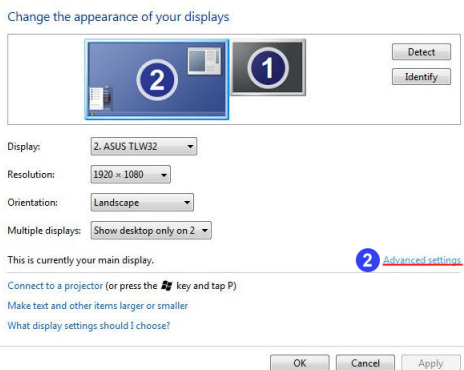 Change the appearance of your displays
2
1
Detect
Identify
Display: 2. ASUS TLW32
Resolution: 1920 × 1080
Orientation: Landscape
Multiple displays: Show desktop only on 2
This is currently your main display. 2 Advanced settings
Connect to a projector (or press the key and tap P)
Make text and other items larger or smaller
What display settings should I choose?
OK Cancel Apply